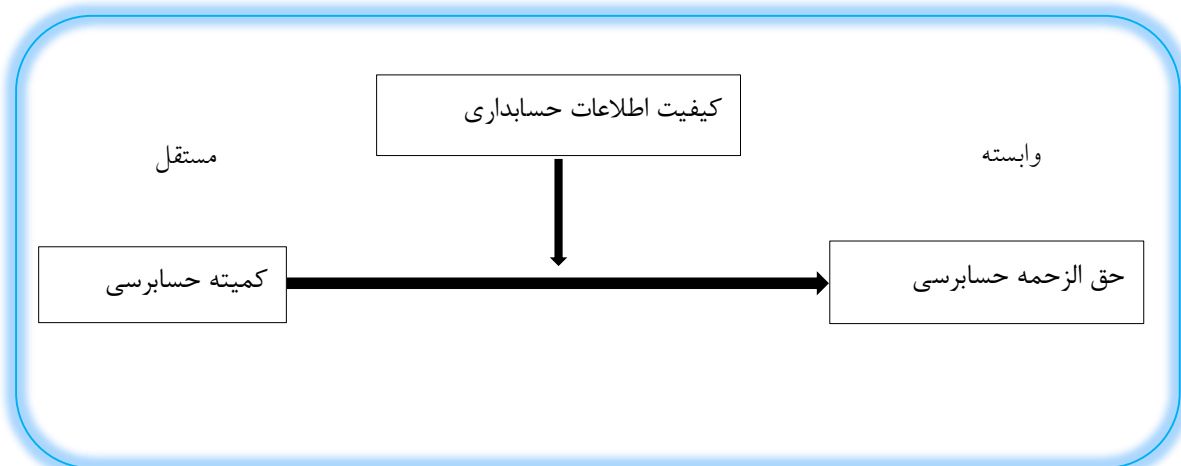 کیفیت اطلاعات حسابداری
وابسته
مستقل
حق الزحمه حسابرسی
کمیته حسابرسی